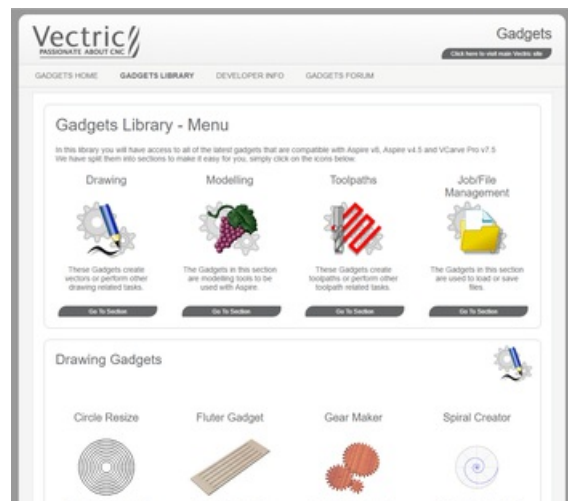 Vectric
PASSIONATE ABOUT CNC
Gadgets
Click here to visit main Vectric site
GADGETS HOME GADGETS LIBRARY DEVELOPER INFO GADGETS FORUM
Gadgets Library - Menu
In this library you will have access to all of the latest gadgets that are compatible with Aspire v8, Aspire v4.5 and VCarve Pro v7.5
We have split them into sections to make it easy for you, simply click on the icons below.
Drawing
These Gadgets create
vectors or perform other
drawing related tasks.
Go To Section
Modelling
The Gadgets in this section
are modelling tools to be
used with Aspire.
Go To Section
Toolpaths
These Gadgets create
toolpaths or perform other
toolpath related tasks.
Go To Section
Job/File
Management
The Gadgets in this section
are used to load or save
files.
Go To Section
Drawing Gadgets
Circle Resize
Fluter Gadget
Gear Maker
Spiral Creator